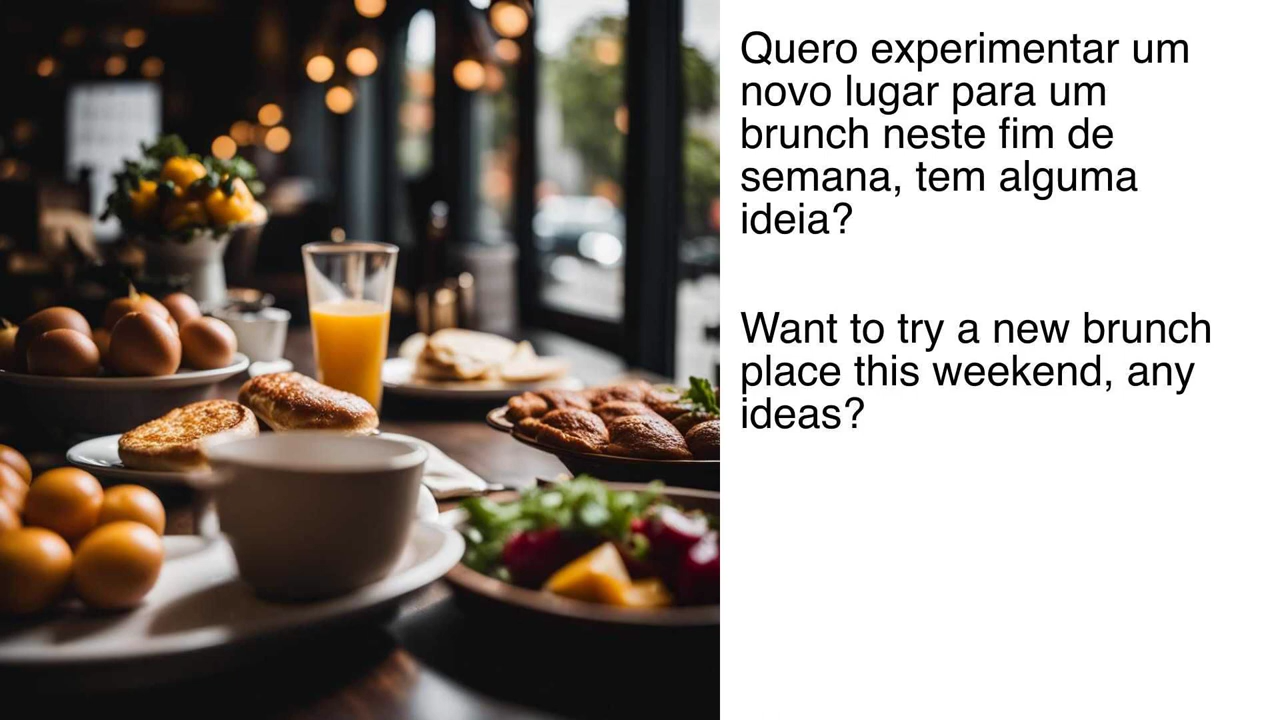 Quero experimentar um
novo lugar para um
brunch neste fim de
semana, tem alguma
ideia?
Want to try a new brunch
place this weekend, any
ideas?